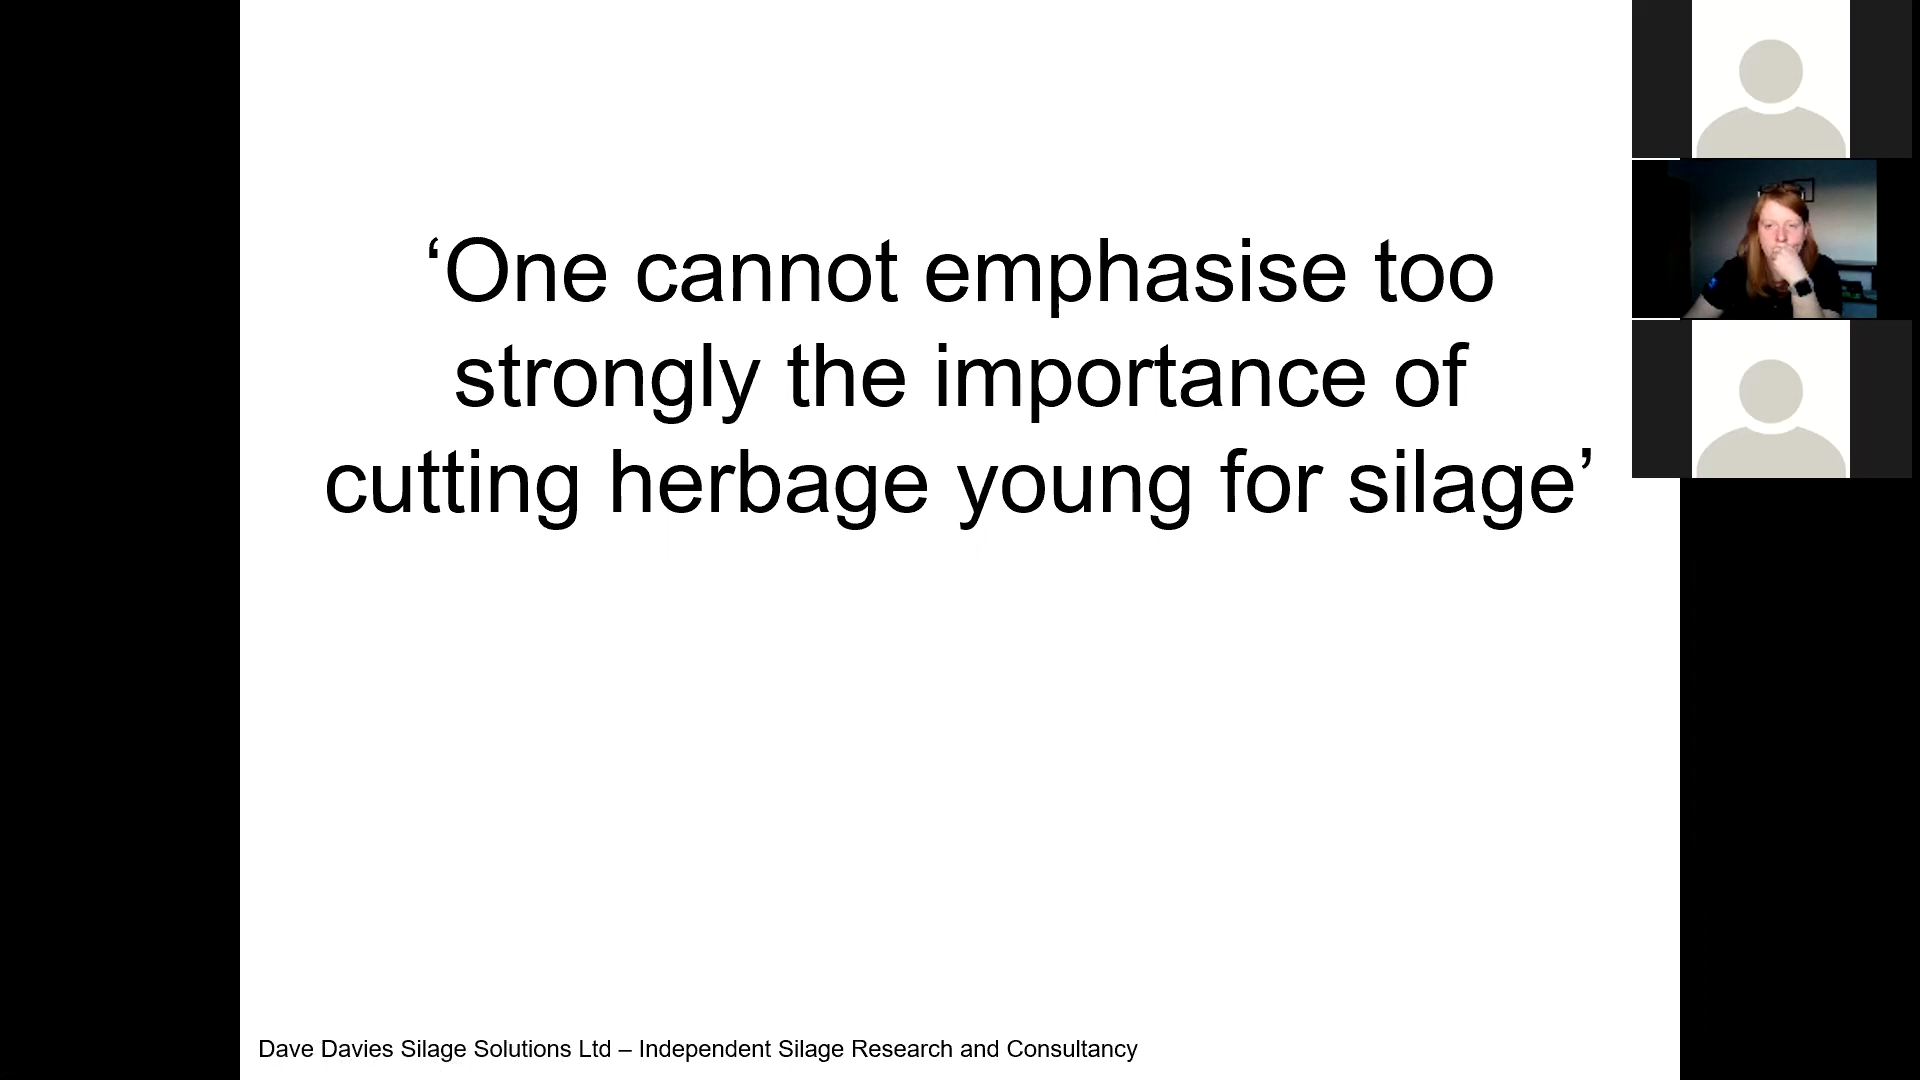 ‘One cannot emphasise too
strongly the importance of
cutting herbage young for silage’
Dave Davies Silage Solutions Ltd – Independent Silage Research and Consultancy